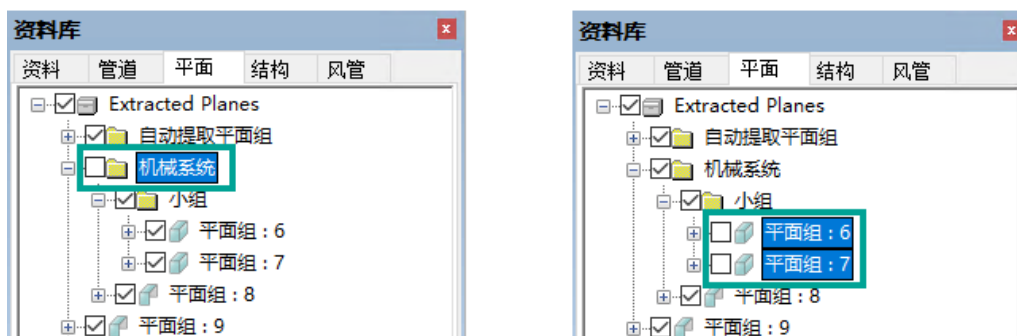 资料库
资料 管道 平面 结构 风管
Extracted Planes
自动提取平面组
机械系统
小组
平面组 : 6
平面组 : 7
平面组 : 8
平面组 : 9
资料库
资料 管道 平面 结构 风管
Extracted Planes
自动提取平面组
机械系统
小组
平面组 : 6
平面组 : 7
平面组 : 8
平面组 : 9